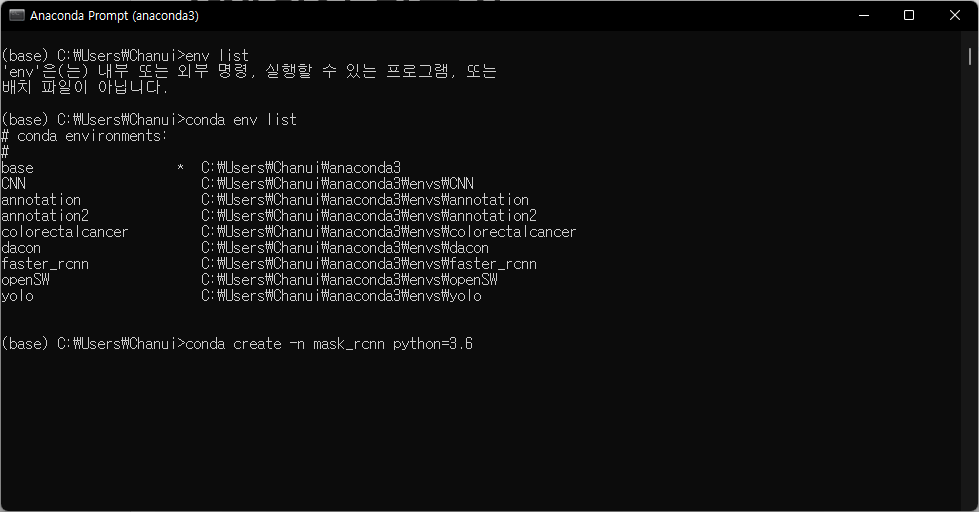 Anaconda Prompt (anaconda3)
(base) C:₩Users₩Chanui>env list
'env'은(는) 내부 또는 외부 명령, 실행할 수 있는 프로그램, 또는
배치 파일이 아닙니다.
(base) C:₩Users₩Chanui>conda env list
# conda environments:
#
base * C:₩Users₩Chanui₩anaconda3
CNN C:₩Users₩Chanui₩anaconda3₩envs₩CNN
annotation C:₩Users₩Chanui₩anaconda3₩envs₩annotation
annotation2 C:₩Users₩Chanui₩anaconda3₩envs₩annotation2
colorectalcancer C:₩Users₩Chanui₩anaconda3₩envs₩colorectalcancer
dacon C:₩Users₩Chanui₩anaconda3₩envs₩dacon
faster_rcnn C:₩Users₩Chanui₩anaconda3₩envs₩faster_rcnn
openSW C:₩Users₩Chanui₩anaconda3₩envs₩openSW
yolo C:₩Users₩Chanui₩anaconda3₩envs₩yolo
(base) C:₩Users₩Chanui>conda create -n mask_rcnn python=3.6